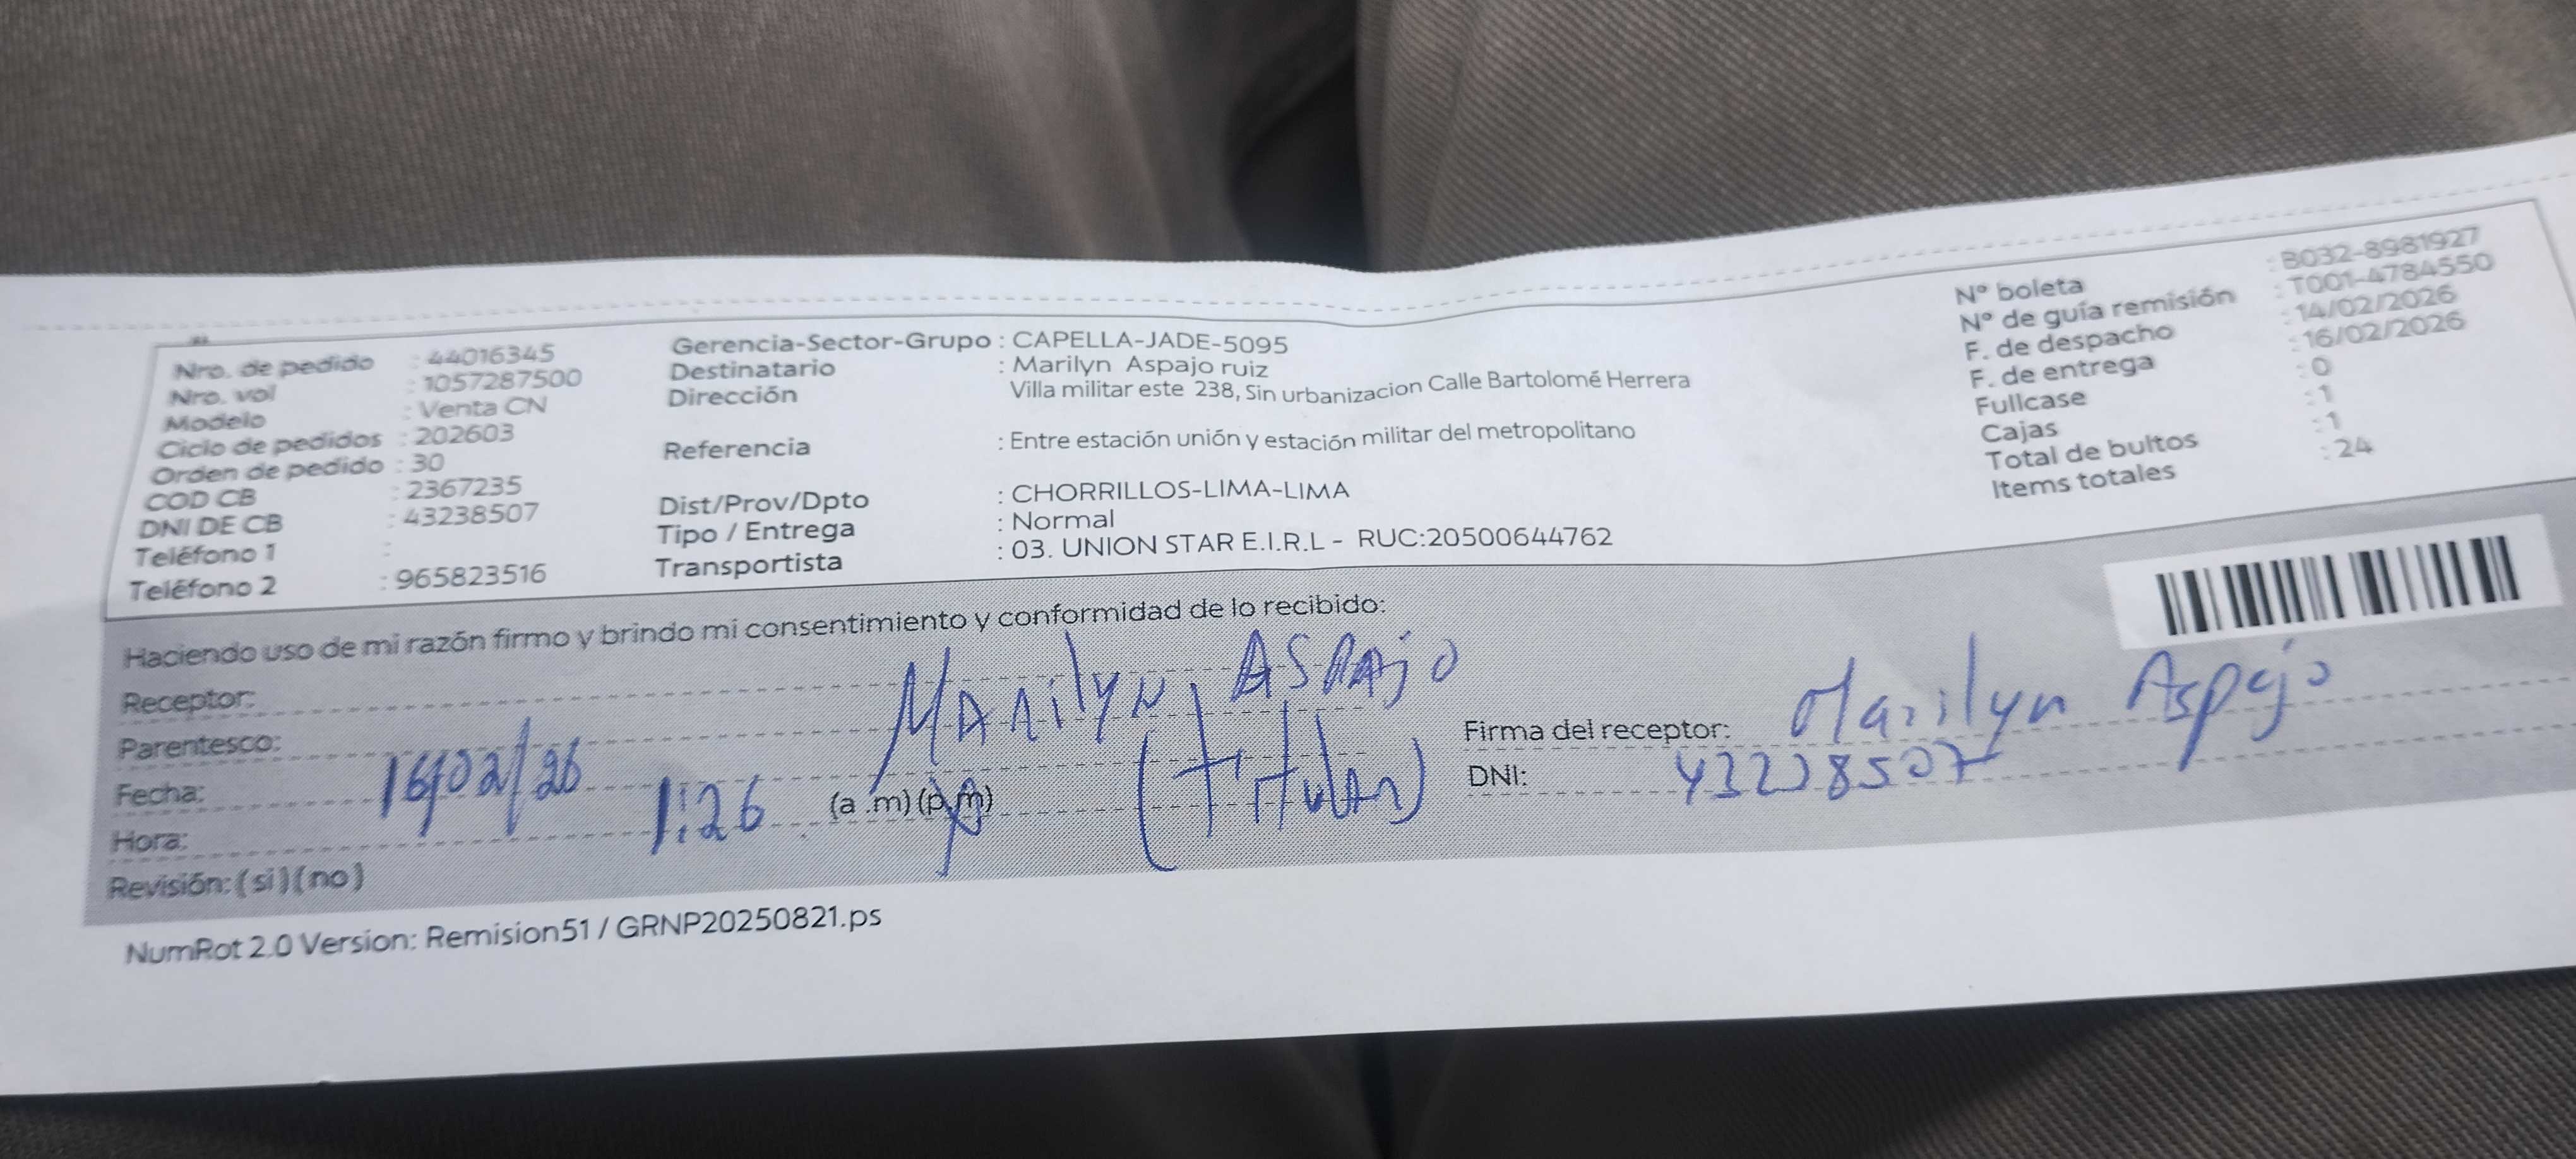 Nro. de pedido : 44016345
Nro. vol : 1057287500
Modelo : Venta CN
Ciclo de pedidos : 202603
Orden de pedido : 30
COD CB : 2367235
DNI DE CB : 43238507
Teléfono 1 :
Teléfono 2 : 965823516
Gerencia-Sector-Grupo : CAPELLA-JADE-5095
Destinatario : Marilyn Aspajo ruiz
Dirección Villa militar este 238, Sin urbanizacion Calle Bartolomé Herrera
Referencia : Entre estación unión y estación militar del metropolitano
Dist/Prov/Dpto : CHORRILLOS-LIMA-LIMA
Tipo / Entrega : Normal
Transportista : 03. UNION STAR E.I.R.L - RUC:20500644762
N° boleta : B032-8981927
N° de guía remisión : T001-4784550
F. de despacho : 14/02/2026
F. de entrega : 16/02/2026
Fullcase : 0
Cajas : 1
Total de bultos : 1
Items totales : 24
Haciendo uso de mi razón firmo y brindo mi consentimiento y conformidad de lo recibido:
Receptor: Marilyn Aspajo
Parentesco: (Titular)
Fecha: 16/02/26
Hora: 1:26 (a .m) (p.m)
Revisión: (si) (no)
Firma del receptor: Marilyn Aspajo
DNI: 43238507
NumRot 2.0 Version: Remision51 / GRNP20250821.ps